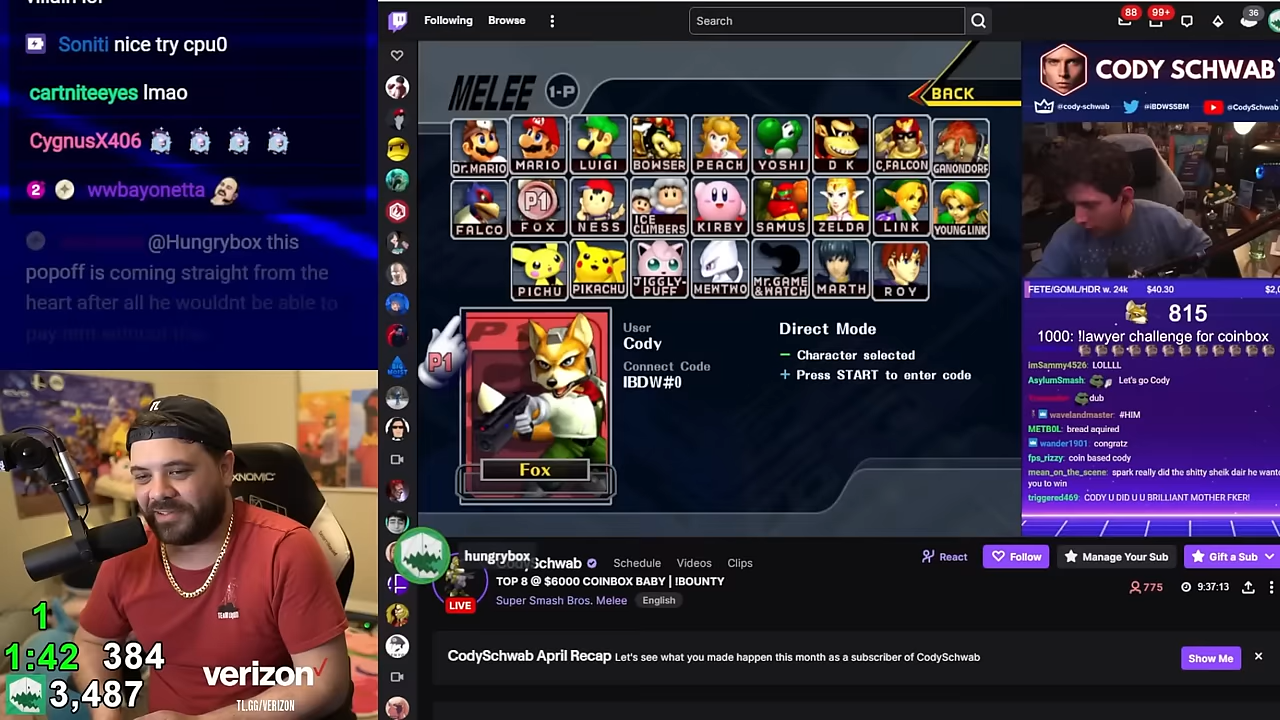 Soniti nice try cpu0
cartniteeyes lmao
CygnusX406
2 wwbayonetta
@Hungrybox this
popoff is coming straight from the
heart after all he wouldnt be able to
Following Browse
Search
88 99+ 36
MELEE 1-P
BACK
DR.MARIO MARIO LUIGI BOWSER PEACH YOSHI D K C.FALCON GANONDORF
FALCO P1 FOX NESS ICE CLIMBERS KIRBY SAMUS ZELDA LINK YOUNG LINK
PICHU PIKACHU JIGGLY-PUFF MEWTWO Mr.GAME & WATCH MARTH ROY
P1
P1
Fox
User
Cody
Connect Code
IBDW#0
Direct Mode
Character selected
Press START to enter code
CODY SCHWAB
@cody-schwab @iBDWSSBM @CodySchwab
FETE/GOML/HDR w. 24k $40.30
815
1000: !lawyer challenge for coinbox
imSammy4526: LOLLLL
AsylumSmash: Let's go Cody
dub
wavelandmaster: #HIM
METB0L: bread aquired
wander1901: congratz
fps_rizzy: coin based cody
mean_on_the_scene: spark really did the shitty sheik dair he wante
you to win
triggered469: CODY U DID U U BRILLIANT MOTHER FKER!
hungrybox
Schwab Schedule Videos Clips
React Follow Manage Your Sub Gift a Sub
TOP 8 @ $6000 COINBOX BABY | !BOUNTY
Super Smash Bros. Melee English
LIVE
775 9:37:13
CodySchwab April Recap Let's see what you made happen this month as a subscriber of CodySchwab
Show Me
1
1:42 384
3,487
verizon
TL.GG/VERIZON